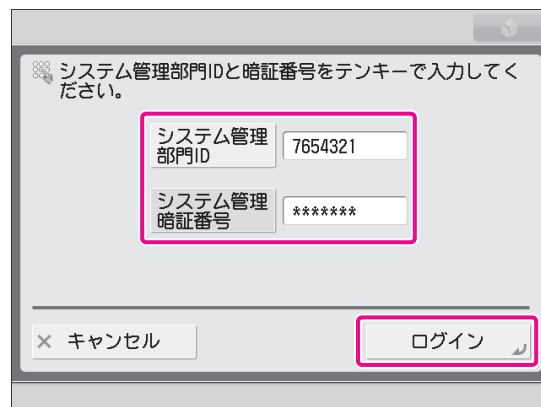 システム管理部門IDと暗証番号をテンキーで入力してく
ださい。
システム管理
部門ID
7654321
システム管理
暗証番号
*******
× キャンセル
ログイン